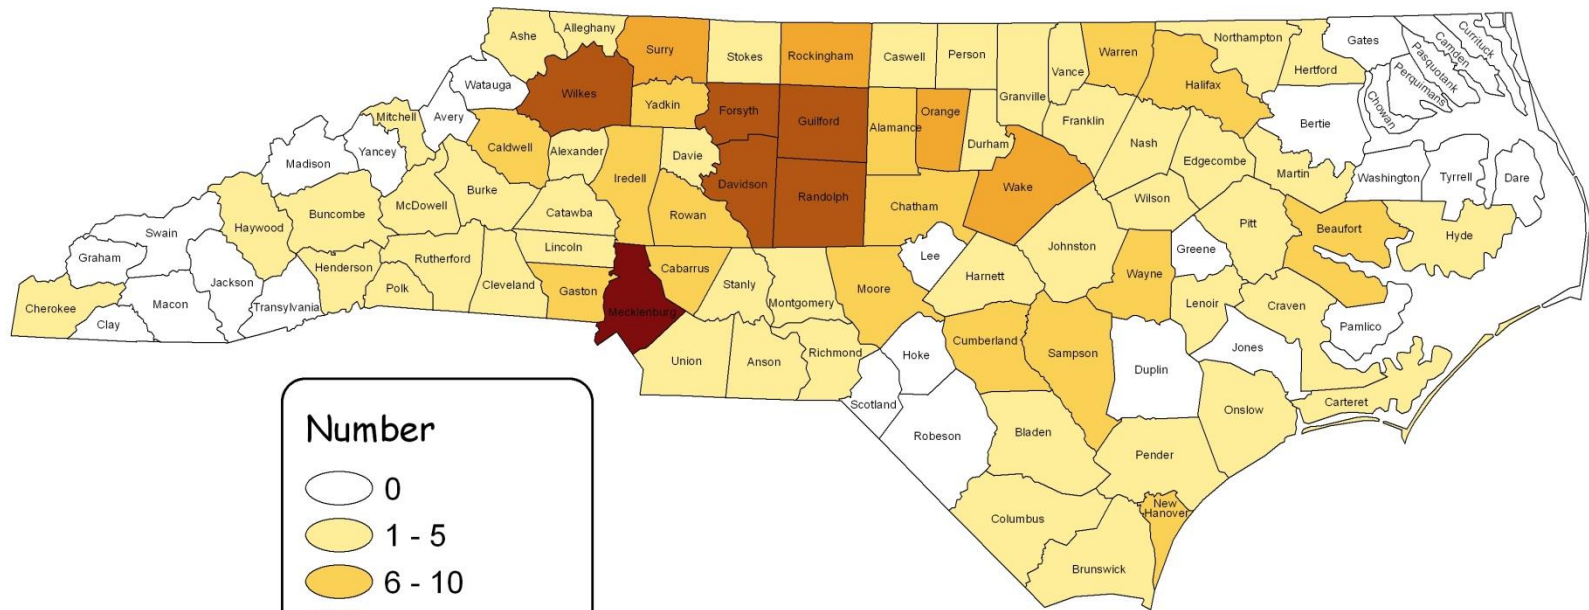 Ashe
Alleghany
Surry
Stokes
Rockingham
Caswell
Person
Granville
Vance
Warren
Northampton
Halifax
Hertford
Gates
Currituck
Camden
Pasquotank
Perquimans
Chowan
Bertie
Watauga
Wilkes
Yadkin
Forsyth
Guilford
Alamance
Orange
Durham
Franklin
Nash
Edgecombe
Martin
Washington
Tyrrell
Dare
Mitchell
Avery
Yancey
Madison
Caldwell
Alexander
Iredell
Davie
Davidson
Randolph
Chatham
Wake
Wilson
Pitt
Beaufort
Hyde
Swain
Haywood
Buncombe
McDowell
Burke
Catawba
Rowan
Lincoln
Graham
Jackson
Henderson
Rutherford
Polk
Cleveland
Gaston
Cabarrus
Stanly
Montgomery
Moore
Lee
Harnett
Johnston
Wayne
Greene
Lenoir
Craven
Pamlico
Cherokee
Macon
Clay
Transylvania
Mecklenburg
Union
Anson
Richmond
Scotland
Hoke
Cumberland
Sampson
Duplin
Jones
Onslow
Carteret
Robeson
Bladen
Pender
Columbus
New
Hanover
Brunswick
Number
0
1 - 5
6 - 10